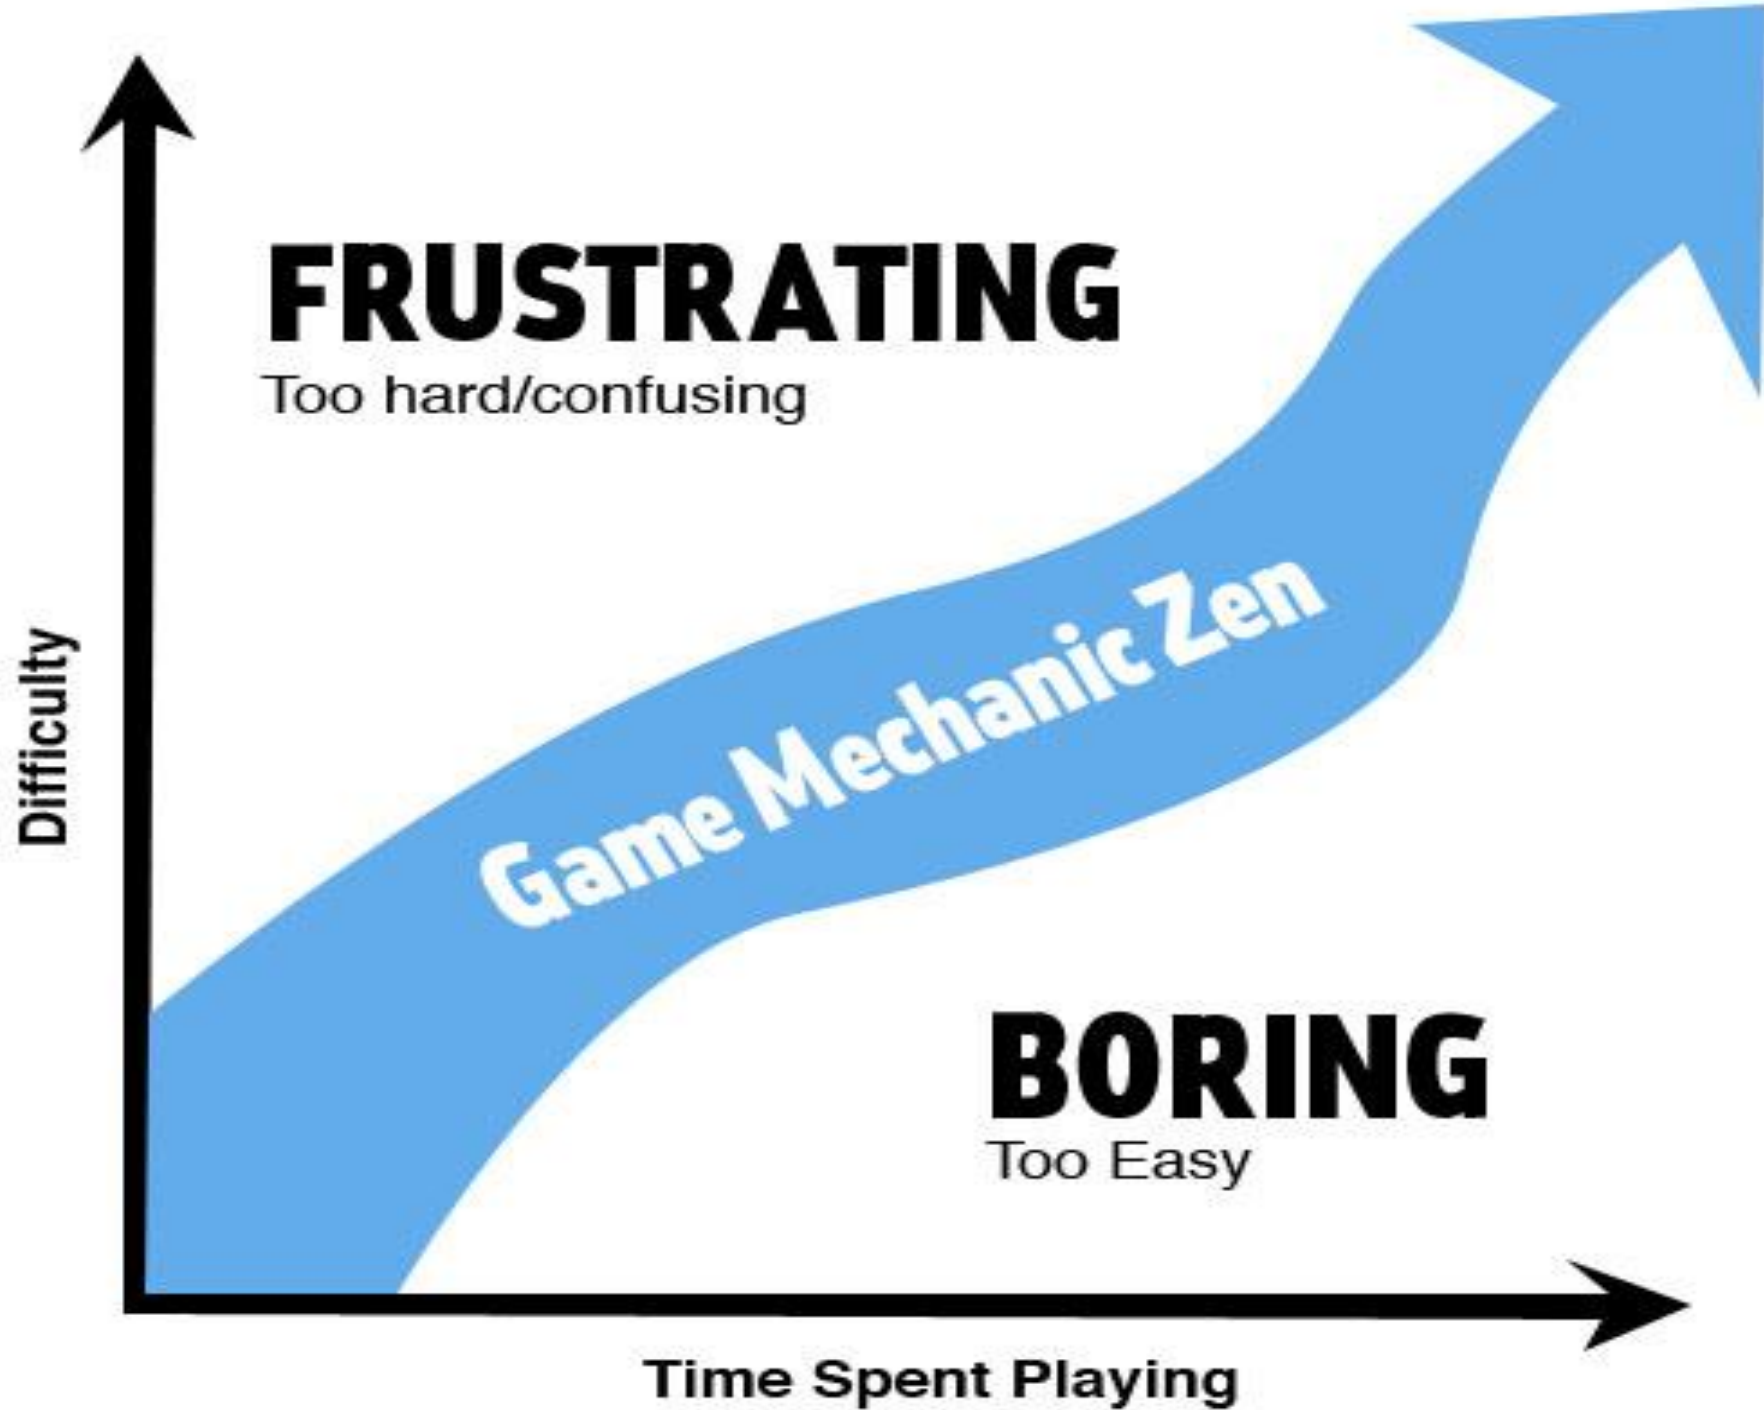 FRUSTRATING
Too hard/confusing
Difficulty
Game Mechanic Zen
BORING
Too Easy
Time Spent Playing